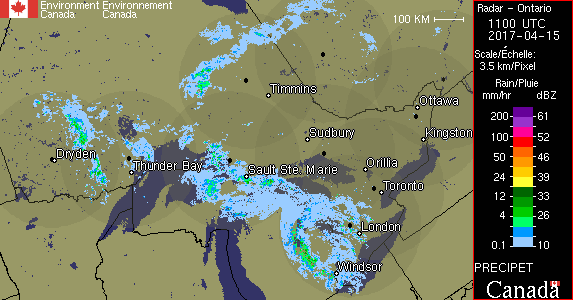 Environment Environnement
Canada Canada
100 KM
Timmins
Ottawa
Sudbury
Kingston
Dryden
Thunder Bay
Sault Ste. Marie
Orillia
Toronto
London
Windsor
Radar - Ontario
1100 UTC
2017-04-15
Scale/Échelle:
3.5 km/Pixel
Rain/Pluie
mm/hr dBZ
200 61
100 52
50 46
24 39
12 33
4 26
0.1 10
PRECIPET
Canada